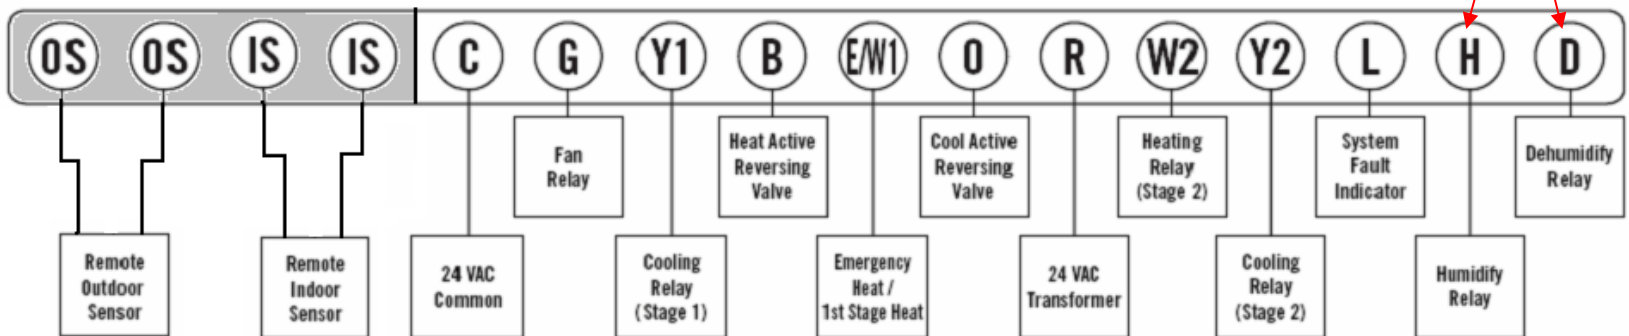 OS OS IS IS C G Y1 B E/W1 O R W2 Y2 L H D
Fan
Relay
Heat Active
Reversing
Valve
Cool Active
Reversing
Valve
Heating
Relay
(Stage 2)
System
Fault
Indicator
Dehumidify
Relay
Remote
Outdoor
Sensor
Remote
Indoor
Sensor
24 VAC
Common
Cooling
Relay
(Stage 1)
Emergency
Heat /
1st Stage Heat
24 VAC
Transformer
Cooling
Relay
(Stage 2)
Humidify
Relay